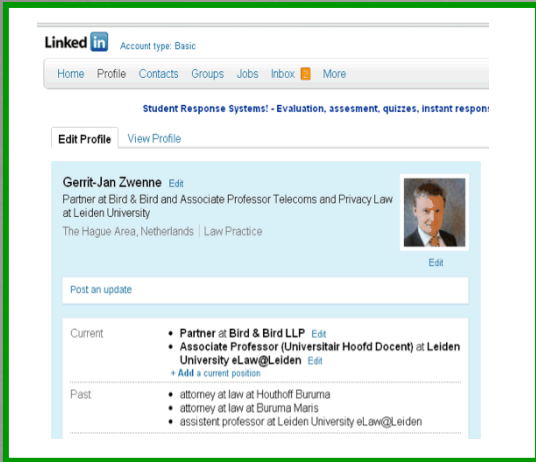 Linked in Account type: Basic
Home Profile Contacts Groups Jobs Inbox 2 More
Student Response Systems! - Evaluation, assesment, quizzes, instant respon
Edit Profile View Profile
Gerrit-Jan Zwenne Edit
Partner at Bird & Bird and Associate Professor Telecoms and Privacy Law
at Leiden University
The Hague Area, Netherlands | Law Practice
Edit
Post an update
Current • Partner at Bird & Bird LLP Edit
• Associate Professor (Universitair Hoofd Docent) at Leiden
University eLaw@Leiden Edit
+ Add a current position
Past • attorney at law at Houthoff Buruma
• attorney at law at Buruma Maris
• assistent professor at Leiden University eLaw@Leiden